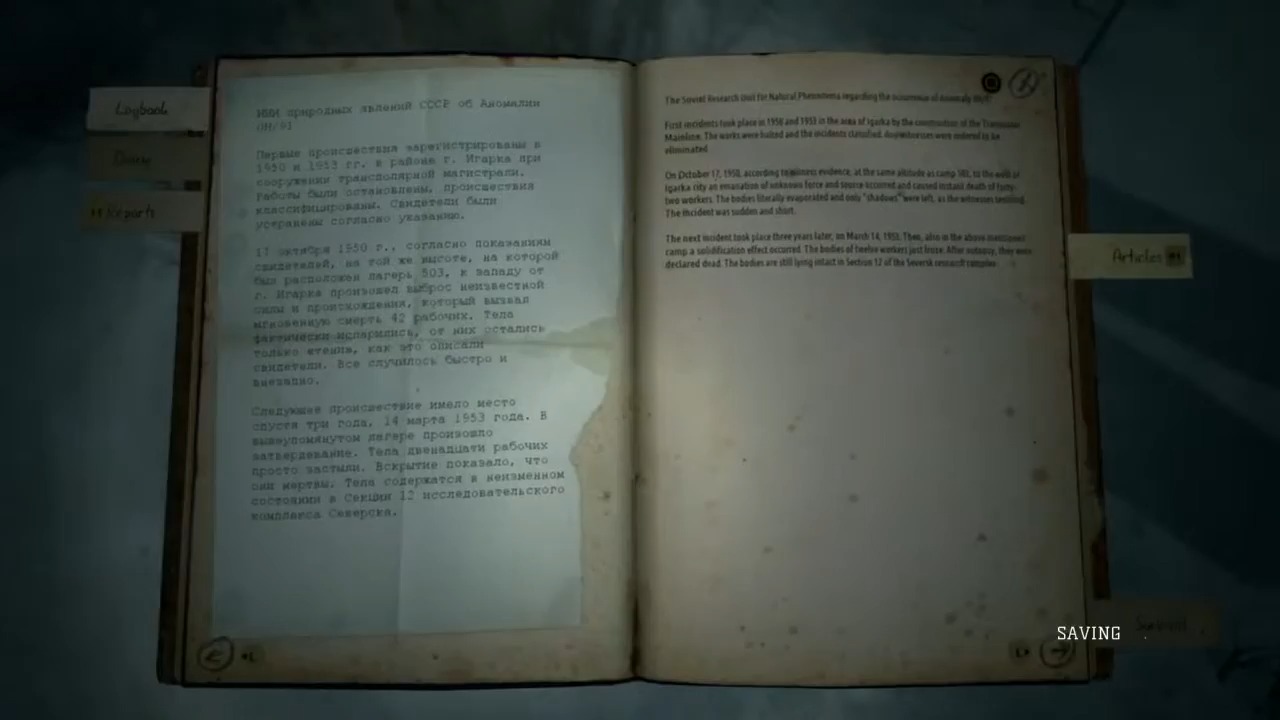 Logbook
Diary
Reports
НИИ природных явлений СССР об Аномалии
ОН/91
Первые происшествия зарегистрированы в
1950 и 1953 гг. в районе г. Игарка при
сооружении трансполярной магистрали.
Работы были остановлены, происшествия
классифицированы. Свидетели были
устранены согласно указанию.
17 октября 1950 г., согласно показаниям
свидетелей, на той же высоте, на которой
был расположен лагерь 503, к западу от
г. Игарка произошел выброс неизвестной
силы и происхождения, который вызвал
мгновенную смерть 42 рабочих. Тела
фактически испарились, от них остались
только «тени», как это описали
свидетели. Все случилось быстро и
внезапно.
Следующее происшествие имело место
спустя три года, 14 марта 1953 года. В
вышеупомянутом лагере произошло
затвердевание. Тела двенадцати рабочих
просто застыли. Вскрытие показало, что
они мертвы. Тела содержатся в неизменном
состоянии в Секции 12 исследовательского
комплекса Северска.
The Soviet Research Unit for Natural Phenomena regarding the occurrence of Anomaly
First incidents took place in 1950 and 1953 in the area of Igarka by the construction of the Transpolar
Mainline. The works were halted and the incidents classified. were ordered to be
eliminated.
On October 17, 1950, according to witness evidence, at the same altitude as camp 503, to the west of
Igarka city an emanation of unknown force and source occurred and caused instant death of forty-
two workers. The bodies literally evaporated and only "shadows" were left, as the witnesses testified.
The incident was sudden and short.
The next incident took place three years later, on March 14, 1953. Then, also in the above mentioned
camp a solidification effect occurred. The bodies of twelve workers just froze. After autopsy, they were
declared dead. The bodies are still lying intact in Section 12 of the Seversk research complex.
Articles
SAVING